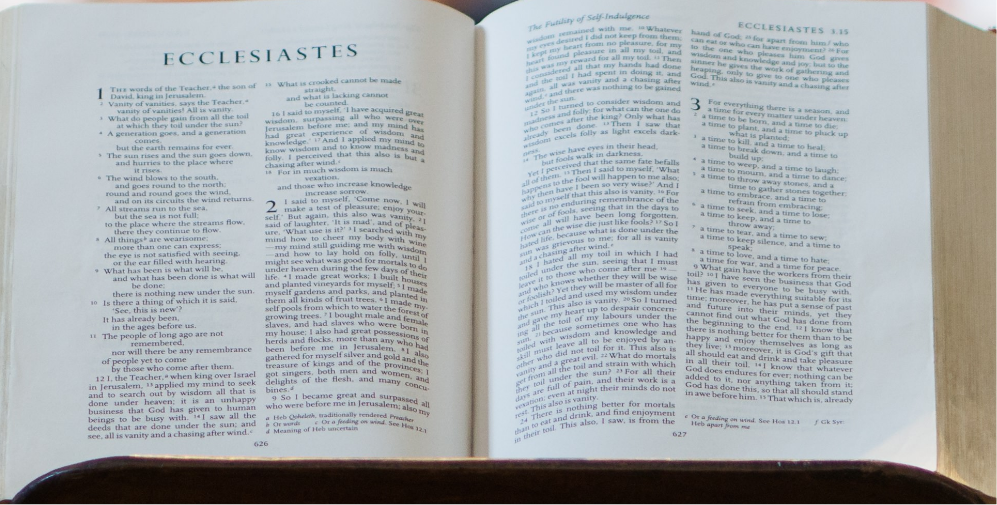 ECCLESIASTES
1 THE words of the Teacher,ᵃ the son of
David, king in Jerusalem.
² Vanity of vanities, says the Teacher,ᵃ
vanity of vanities! All is vanity.
³ What do people gain from all the toil
at which they toil under the sun?
⁴ A generation goes, and a generation
comes,
but the earth remains for ever.
⁵ The sun rises and the sun goes down,
and hurries to the place where
it rises.
⁶ The wind blows to the south,
and goes round to the north;
round and round goes the wind,
and on its circuits the wind returns.
⁷ All streams run to the sea,
but the sea is not full;
to the place where the streams flow,
there they continue to flow.
⁸ All thingsᵇ are wearisome;
more than one can express;
the eye is not satisfied with seeing,
or the ear filled with hearing.
⁹ What has been is what will be,
and what has been done is what will
be done;
there is nothing new under the sun.
¹⁰ Is there a thing of which it is said,
'See, this is new'?
It has already been,
in the ages before us.
¹¹ The people of long ago are not
remembered,
nor will there be any remembrance
of people yet to come
by those who come after them.
12 I, the Teacher,ᵃ when king over Israel
in Jerusalem, ¹³ applied my mind to seek
and to search out by wisdom all that is
done under heaven; it is an unhappy
business that God has given to human
beings to be busy with. ¹⁴ I saw all the
deeds that are done under the sun; and
see, all is vanity and a chasing after wind.ᶜ
¹⁵ What is crooked cannot be made
straight,
and what is lacking cannot
be counted.
16 I said to myself, 'I have acquired great
wisdom, surpassing all who were over
Jerusalem before me; and my mind has
had great experience of wisdom and
knowledge.' ¹⁷ And I applied my mind to
know wisdom and to know madness and
folly. I perceived that this also is but a
chasing after wind.ᶜ
¹⁸ For in much wisdom is much
vexation,
and those who increase knowledge
increase sorrow.
2 I said to myself, 'Come now, I will
make a test of pleasure; enjoy your-
self.' But again, this also was vanity. ² I
said of laughter, 'It is mad', and of pleas-
ure, 'What use is it?' ³ I searched with my
mind how to cheer my body with wine
—my mind still guiding me with wisdom
—and how to lay hold on folly, until I
might see what was good for mortals to do
under heaven during the few days of their
life. ⁴ I made great works; I built houses
and planted vineyards for myself; ⁵ I made
myself gardens and parks, and planted in
them all kinds of fruit trees. ⁶ I made my-
self pools from which to water the forest of
growing trees. ⁷ I bought male and female
slaves, and had slaves who were born in
my house; I also had great possessions of
herds and flocks, more than any who had
been before me in Jerusalem. ⁸ I also
gathered for myself silver and gold and the
treasure of kings and of the provinces; I
got singers, both men and women, and
delights of the flesh, and many concu-
bines.ᵈ
9 So I became great and surpassed all
who were before me in Jerusalem; also my
a Heb Qoheleth, traditionally rendered Preacher
b Or words c Or a feeding on wind. See Hos 12.1
d Meaning of Heb uncertain
626
The Futility of Self-Indulgence
ECCLESIASTES 3.15
wisdom remained with me. ¹⁰ Whatever
my eyes desired I did not keep from them;
I kept my heart from no pleasure, for my
heart found pleasure in all my toil, and
this was my reward for all my toil. ¹¹ Then
I considered all that my hands had done
and the toil I had spent in doing it, and
again, all was vanity and a chasing after
wind,ᵉ and there was nothing to be gained
under the sun.
12 So I turned to consider wisdom and
madness and folly; for what can the one do
who comes after the king? Only what has
already been done. ¹³ Then I saw that
wisdom excels folly as light excels dark-
ness.
¹⁴ The wise have eyes in their head,
but fools walk in darkness.
Yet I perceived that the same fate befalls
all of them. ¹⁵ Then I said to myself, 'What
happens to the fool will happen to me also;
why then have I been so very wise?' And I
said to myself that this also is vanity. ¹⁶ For
there is no enduring remembrance of the
wise or of fools, seeing that in the days to
come all will have been long forgotten.
How can the wise die just like fools? ¹⁷ So I
hated life, because what is done under the
sun was grievous to me; for all is vanity
and a chasing after wind.ᵉ
18 I hated all my toil in which I had
toiled under the sun, seeing that I must
leave it to those who come after me ¹⁹ —
and who knows whether they will be wise
or foolish? Yet they will be master of all for
which I toiled and used my wisdom under
the sun. This also is vanity. ²⁰ So I turned
and gave my heart up to despair concern-
ing all the toil of my labours under the
sun, ²¹ because sometimes one who has
toiled with wisdom and knowledge and
skill must leave all to be enjoyed by an-
other who did not toil for it. This also is
vanity and a great evil. ²² What do mortals
get from all the toil and strain with which
they toil under the sun? ²³ For all their
days are full of pain, and their work is a
vexation; even at night their minds do not
rest. This also is vanity.
24 There is nothing better for mortals
than to eat and drink, and find enjoyment
in their toil. This also, I saw, is from the
hand of God; ²⁵ for apart from himᶠ who
can eat or who can have enjoyment? ²⁶ For
to the one who pleases him God gives
wisdom and knowledge and joy; but to the
sinner he gives the work of gathering and
heaping, only to give to one who pleases
God. This also is vanity and a chasing after
wind.ᵉ
3 For everything there is a season, and
a time for every matter under heaven:
² a time to be born, and a time to die;
a time to plant, and a time to pluck up
what is planted;
³ a time to kill, and a time to heal;
a time to break down, and a time to
build up;
⁴ a time to weep, and a time to laugh;
a time to mourn, and a time to dance;
⁵ a time to throw away stones, and a
time to gather stones together;
a time to embrace, and a time to
refrain from embracing;
⁶ a time to seek, and a time to lose;
a time to keep, and a time to
throw away;
⁷ a time to tear, and a time to sew;
a time to keep silence, and a time to
speak;
⁸ a time to love, and a time to hate;
a time for war, and a time for peace.
9 What gain have the workers from their
toil? ¹⁰ I have seen the business that God
has given to everyone to be busy with.
¹¹ He has made everything suitable for its
time; moreover, he has put a sense of past
and future into their minds, yet they
cannot find out what God has done from
the beginning to the end. ¹² I know that
there is nothing better for them than to be
happy and enjoy themselves as long as
they live; ¹³ moreover, it is God's gift that
all should eat and drink and take pleasure
in all their toil. ¹⁴ I know that whatever
God does endures for ever; nothing can be
added to it, nor anything taken from it;
God has done this, so that all should stand
in awe before him. ¹⁵ That which is, already
e Or a feeding on wind. See Hos 12.1 f Gk Syr:
Heb apart from me
627